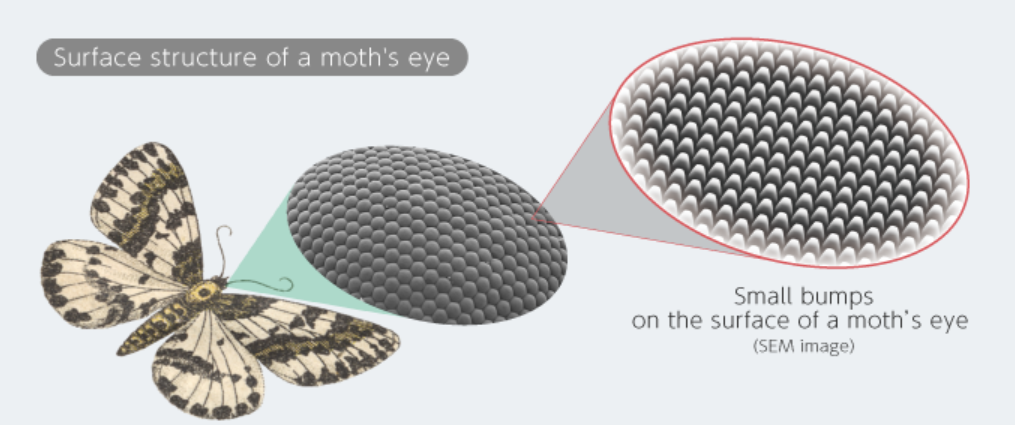 Surface structure of a moth's eye
Small bumps
on the surface of a moth's eye
(SEM image)